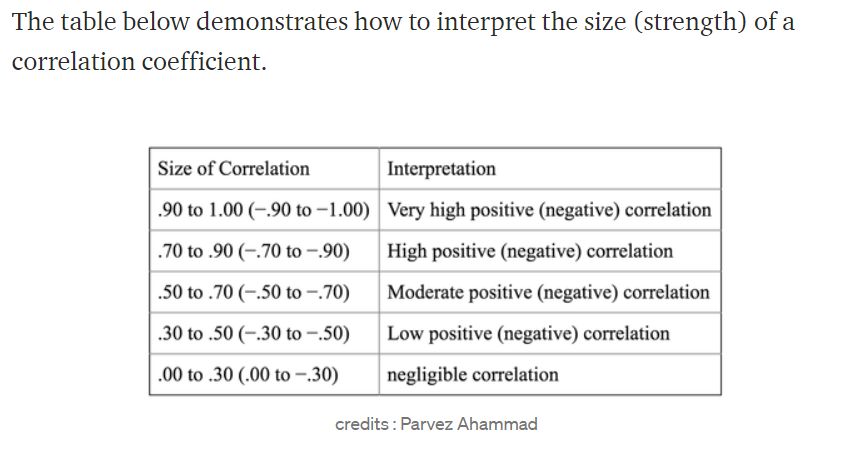 The table below demonstrates how to interpret the size (strength) of a
correlation coefficient.
Size of Correlation Interpretation
.90 to 1.00 (−.90 to −1.00) Very high positive (negative) correlation
.70 to .90 (−.70 to −.90) High positive (negative) correlation
.50 to .70 (−.50 to −.70) Moderate positive (negative) correlation
.30 to .50 (−.30 to −.50) Low positive (negative) correlation
.00 to .30 (.00 to −.30) negligible correlation
credits : Parvez Ahammad